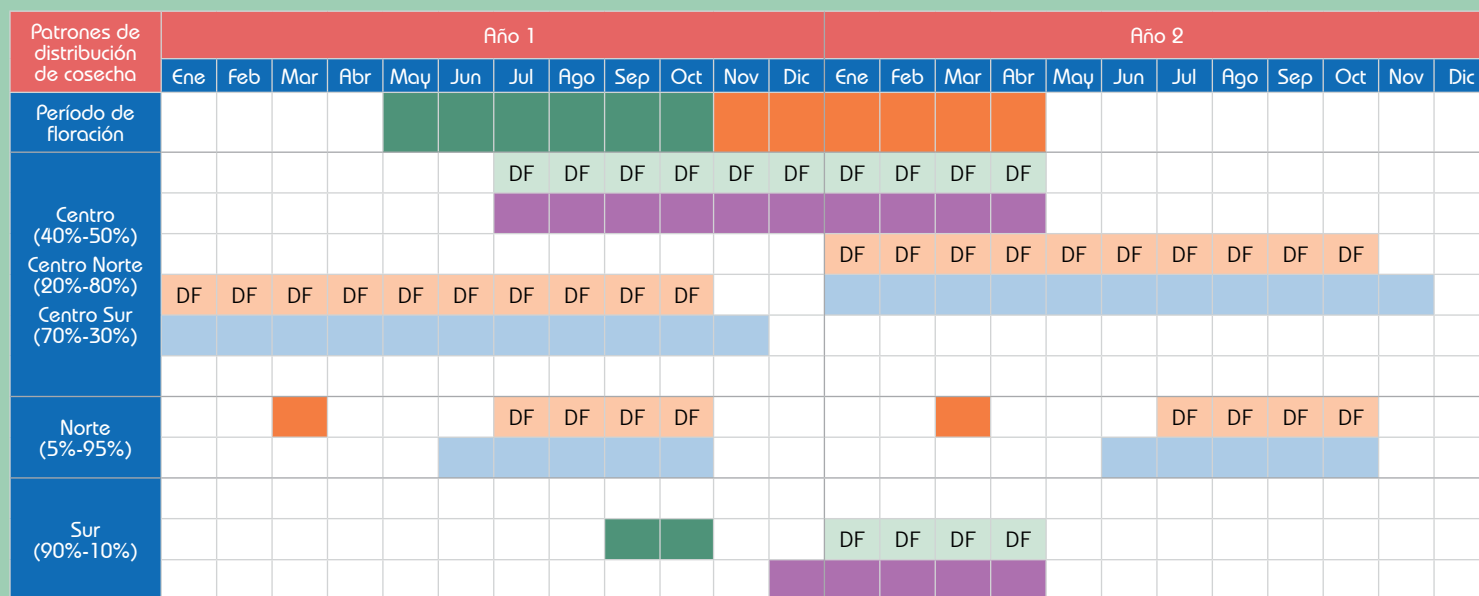 Patrones de
distribución
de cosecha
Año 1
Año 2
Ene Feb Mar Abr May Jun Jul Ago Sep Oct Nov Dic Ene Feb Mar Abr May Jun Jul Ago Sep Oct Nov Dic
Período de
floración
DF DF DF DF DF DF DF DF DF DF
Centro
(40%-50%)
Centro Norte
(20%-80%)
Centro Sur
(70%-30%)
DF DF DF DF DF DF DF DF DF DF
DF DF DF DF DF DF DF DF DF DF
Norte
(5%-95%)
DF DF DF DF DF DF DF DF
Sur
(90%-10%)
DF DF DF DF